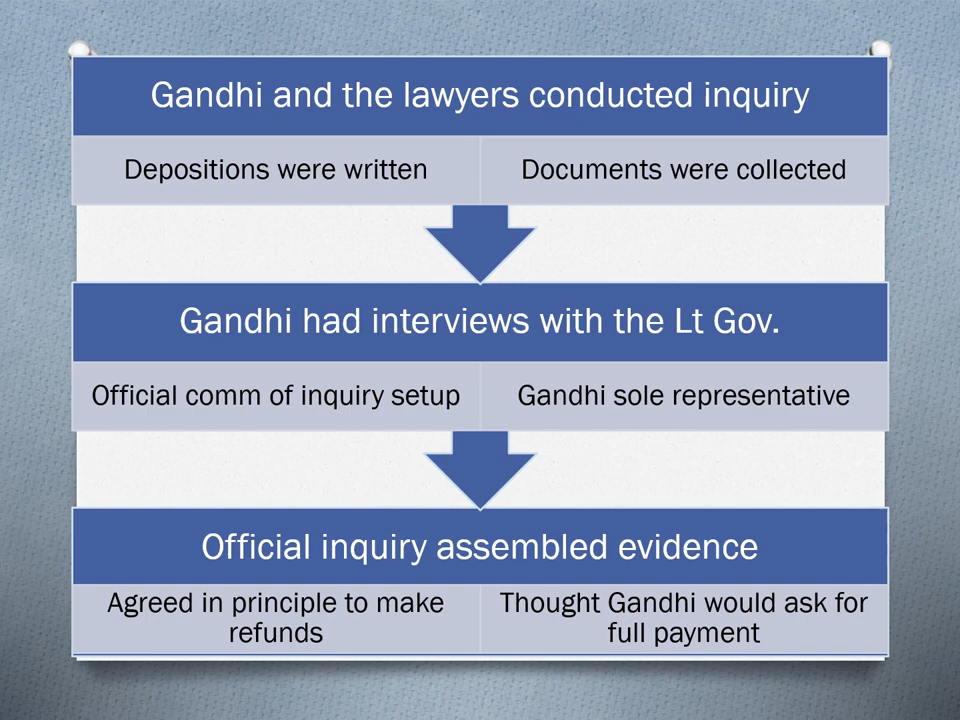 Gandhi and the lawyers conducted inquiry
Depositions were written
Documents were collected
Gandhi had interviews with the Lt Gov.
Official comm of inquiry setup
Gandhi sole representative
Official inquiry assembled evidence
Agreed in principle to make
refunds
Thought Gandhi would ask for
full payment